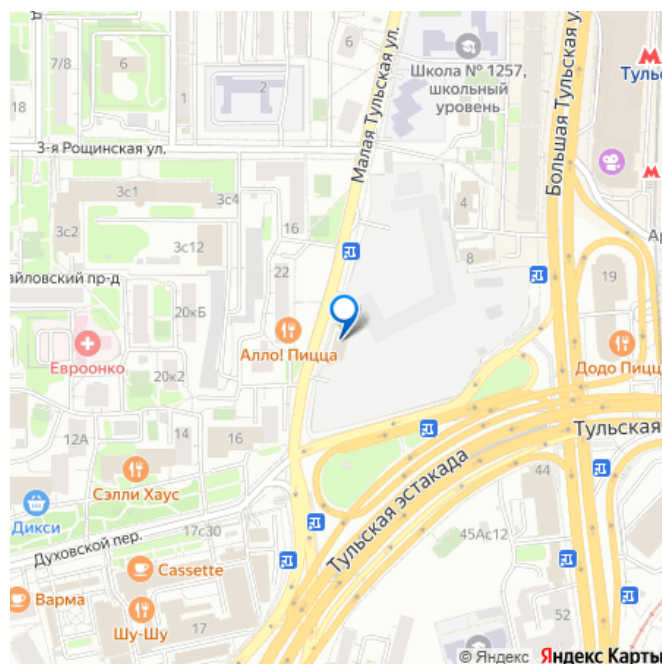 6
Школа № 1257,
школьный
уровень
Тульс
7/8
6
2
18
Малая Тульская ул.
Большая Тульская ул.
3-я Рощинская ул.
3с1
3с4
3с2
3с12
16
4
8
22
19
айловский пр-д
20кБ
Алло! Пицца
Додо Пицц
Евроонко
20к2
12А
14
16
Тульская
Сэлли Хаус
44
Тульская эстакада
Дикси
17с30
45Ас12
Духовской пер.
Cassette
Варма
Шу-Шу
17
52
© Яндекс Яндекс Карты